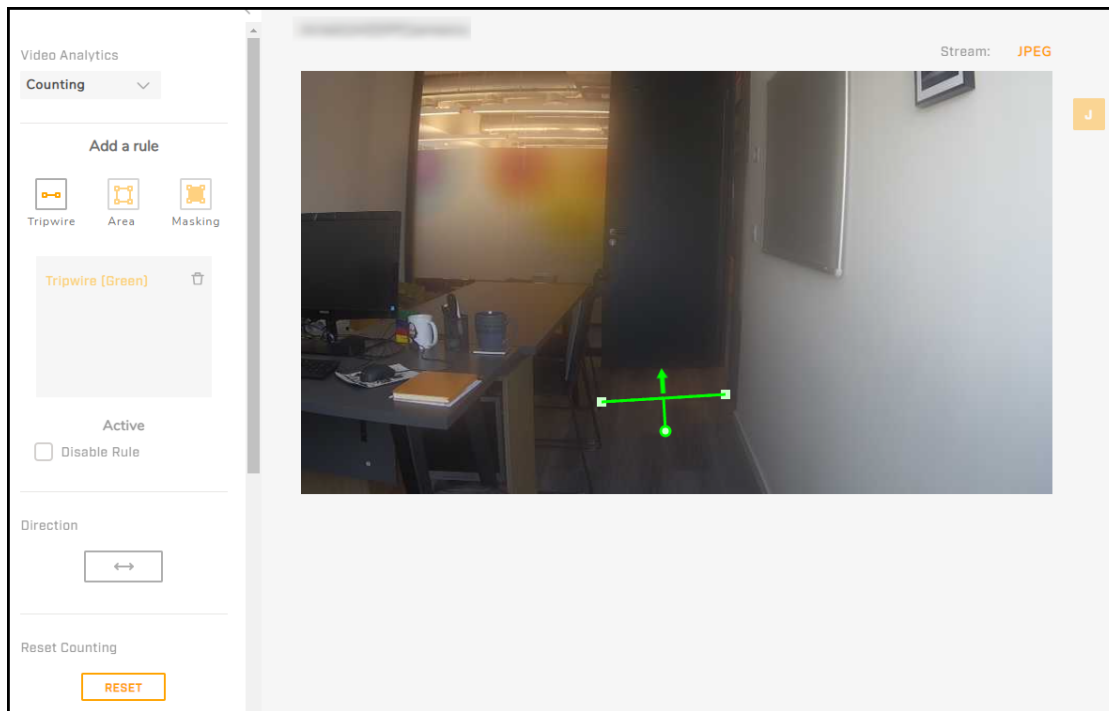 Video Analytics
Counting
Add a rule
Tripwire Area Masking
Tripwire (Green)
Active
Disable Rule
Direction
Reset Counting
RESET
Stream: JPEG
J